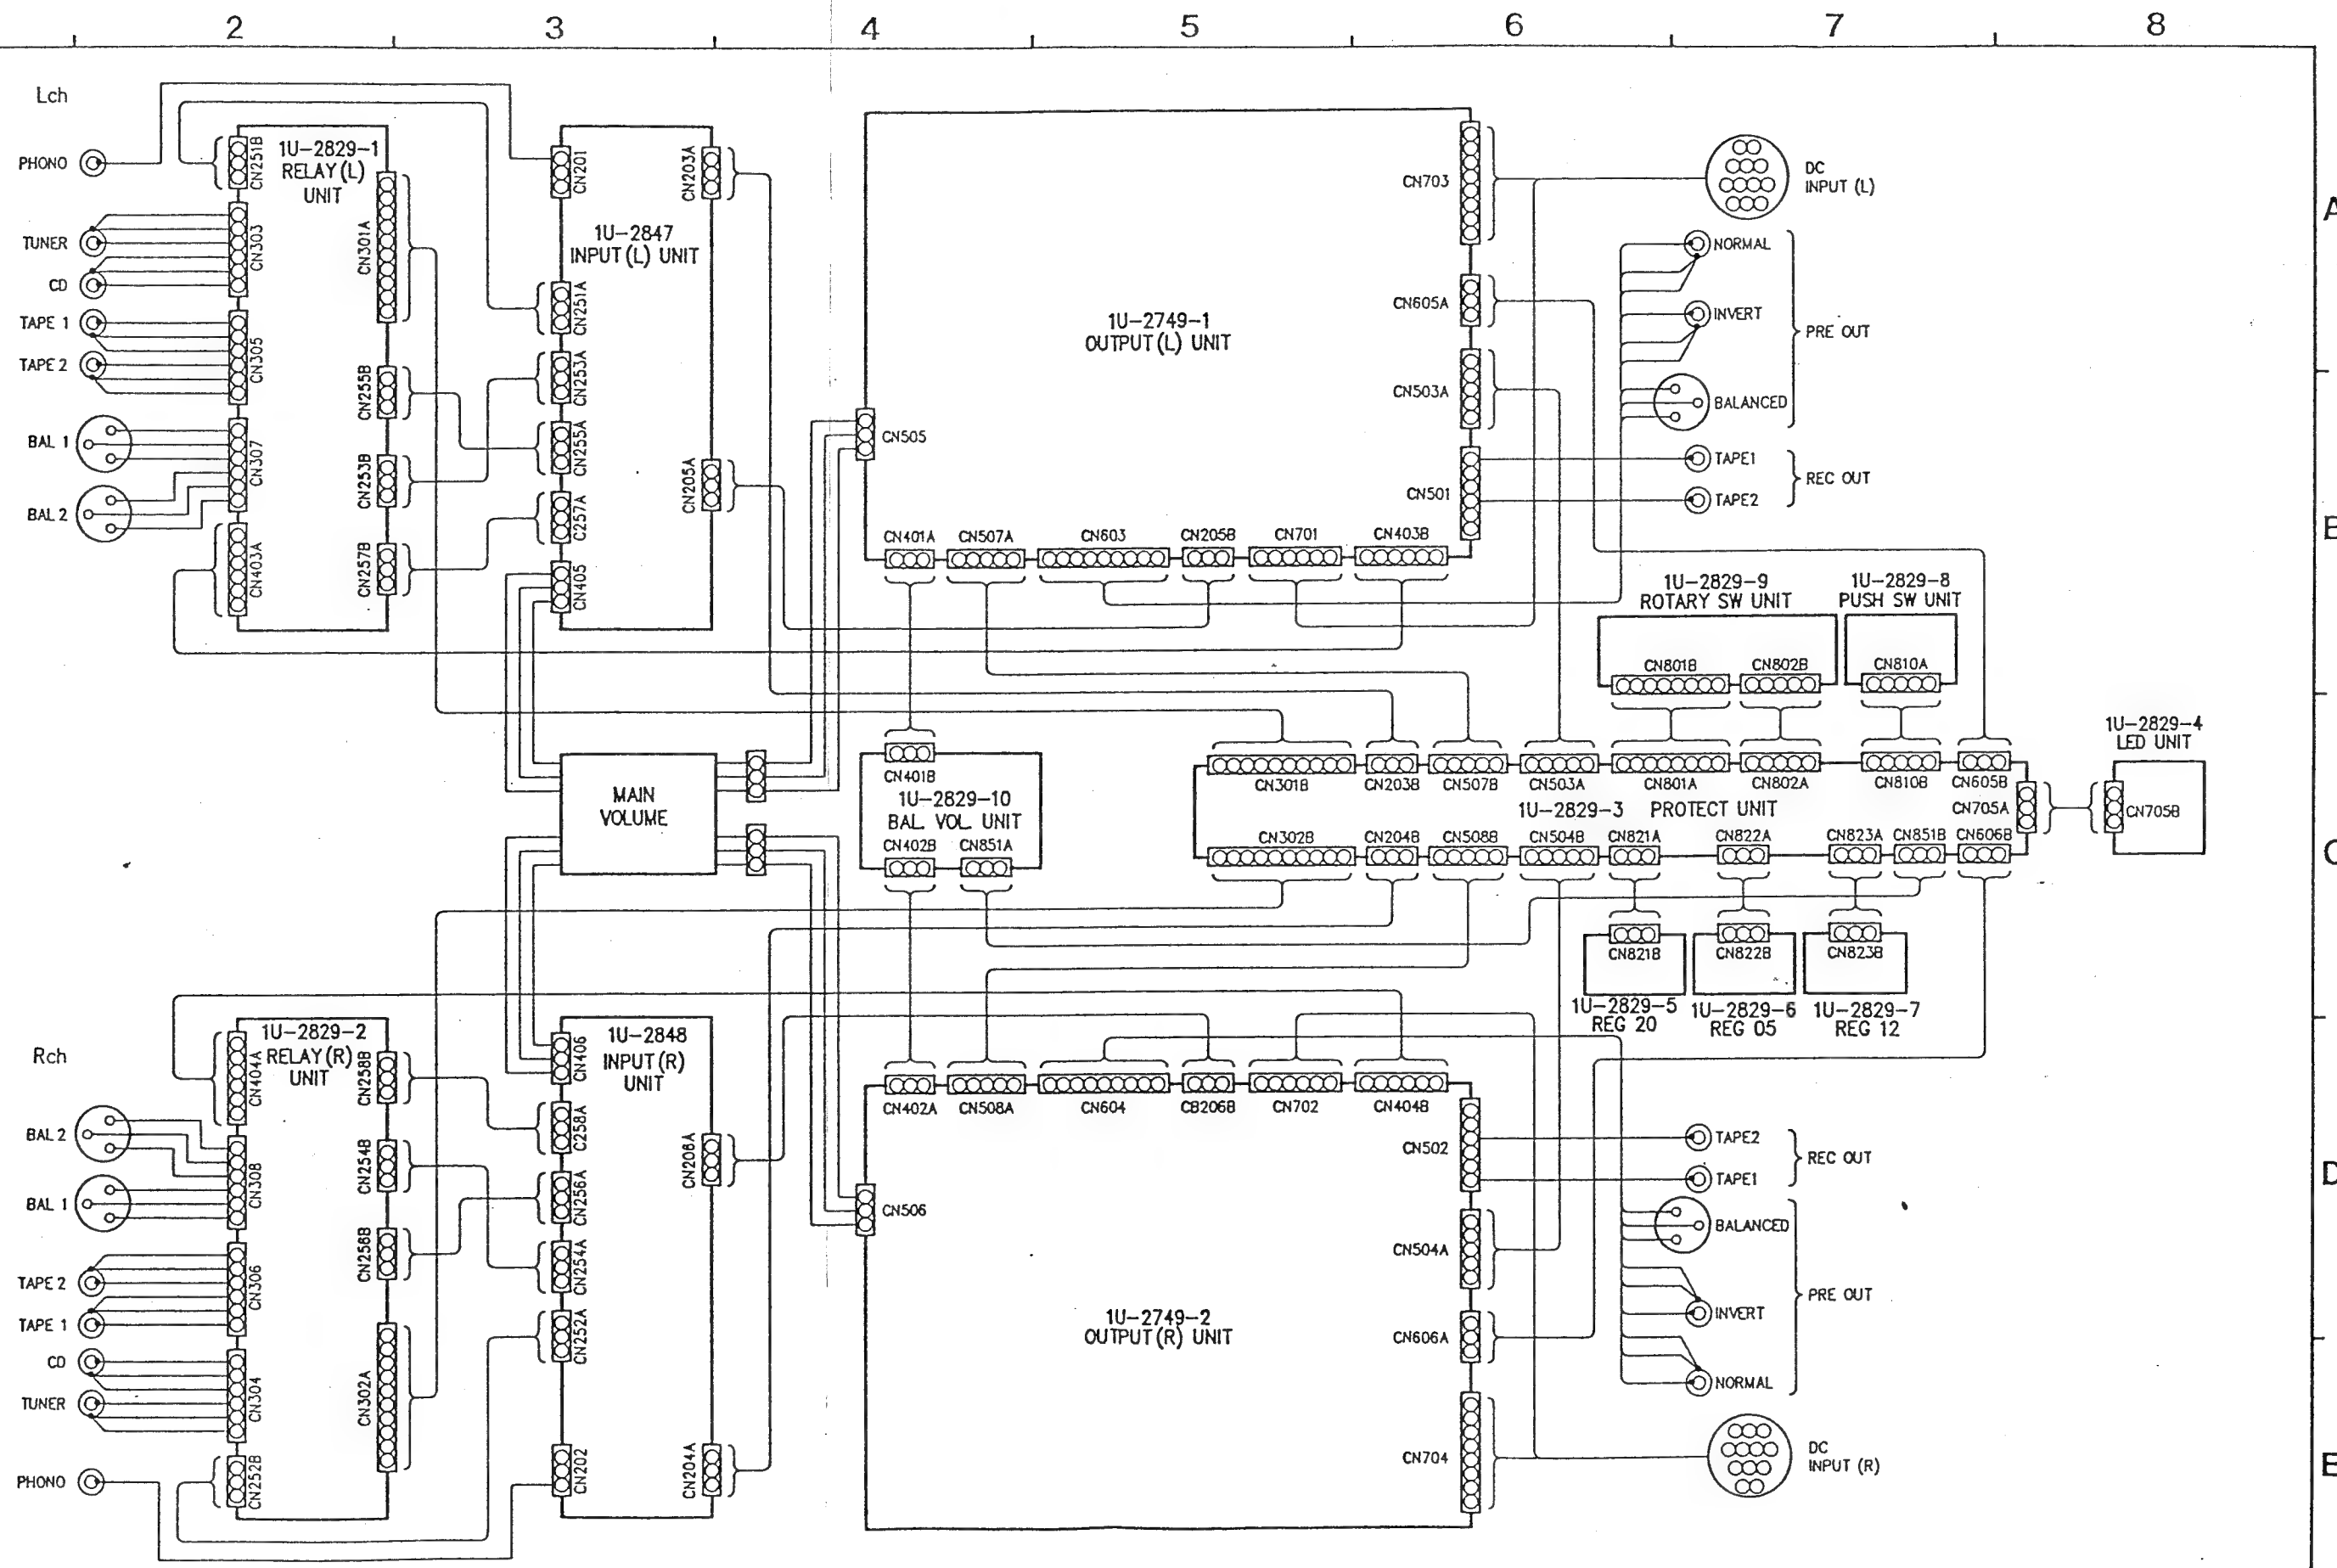 2 3 4 5 6 7 8
A
B
C
D
E
Lch
PHONO
TUNER
CD
TAPE 1
TAPE 2
BAL 1
BAL 2
CN251B
CN303
CN305
CN307
CN403A
1U-2829-1
RELAY(L)
UNIT
CN301A
CN255B
CN253B
CN257B
CN201
CN203A
1U-2847
INPUT(L) UNIT
CN251A
CN253A
CN255A
C257A
CN405
CN205A
1U-2749-1
OUTPUT(L) UNIT
CN505
CN703
CN605A
CN503A
CN501
CN401A CN507A CN603 CN205B CN701 CN403B
DC
INPUT (L)
NORMAL
INVERT
BALANCED
PRE OUT
TAPE1
TAPE2
REC OUT
1U-2829-9
ROTARY SW UNIT
CN801B CN802B
1U-2829-8
PUSH SW UNIT
CN810A
MAIN
VOLUME
CN401B
1U-2829-10
BAL. VOL. UNIT
CN402B CN851A
CN301B CN203B CN507B CN503A CN801A CN802A CN810B CN605B
1U-2829-3 PROTECT UNIT
CN705A
CN302B CN204B CN508B CN504B CN821A CN822A CN823A CN851B CN606B
1U-2829-4
LED UNIT
CN705B
CN821B
1U-2829-5
REG 20
CN822B
1U-2829-6
REG 05
CN823B
1U-2829-7
REG 12
Rch
BAL 2
BAL 1
TAPE 2
TAPE 1
CD
TUNER
PHONO
CN404A
CN308
CN306
CN304
CN252B
1U-2829-2
RELAY(R)
UNIT
CN258B
CN254B
CN256B
CN302A
1U-2848
INPUT(R)
UNIT
CN406
C258A
CN256A
CN254A
CN252A
CN202
CN206A
CN204A
CN402A CN508A CN604 CB206B CN702 CN404B
CN506
1U-2749-2
OUTPUT(R) UNIT
CN502
CN504A
CN606A
CN704
TAPE2
TAPE1
REC OUT
BALANCED
INVERT
NORMAL
PRE OUT
DC
INPUT (R)